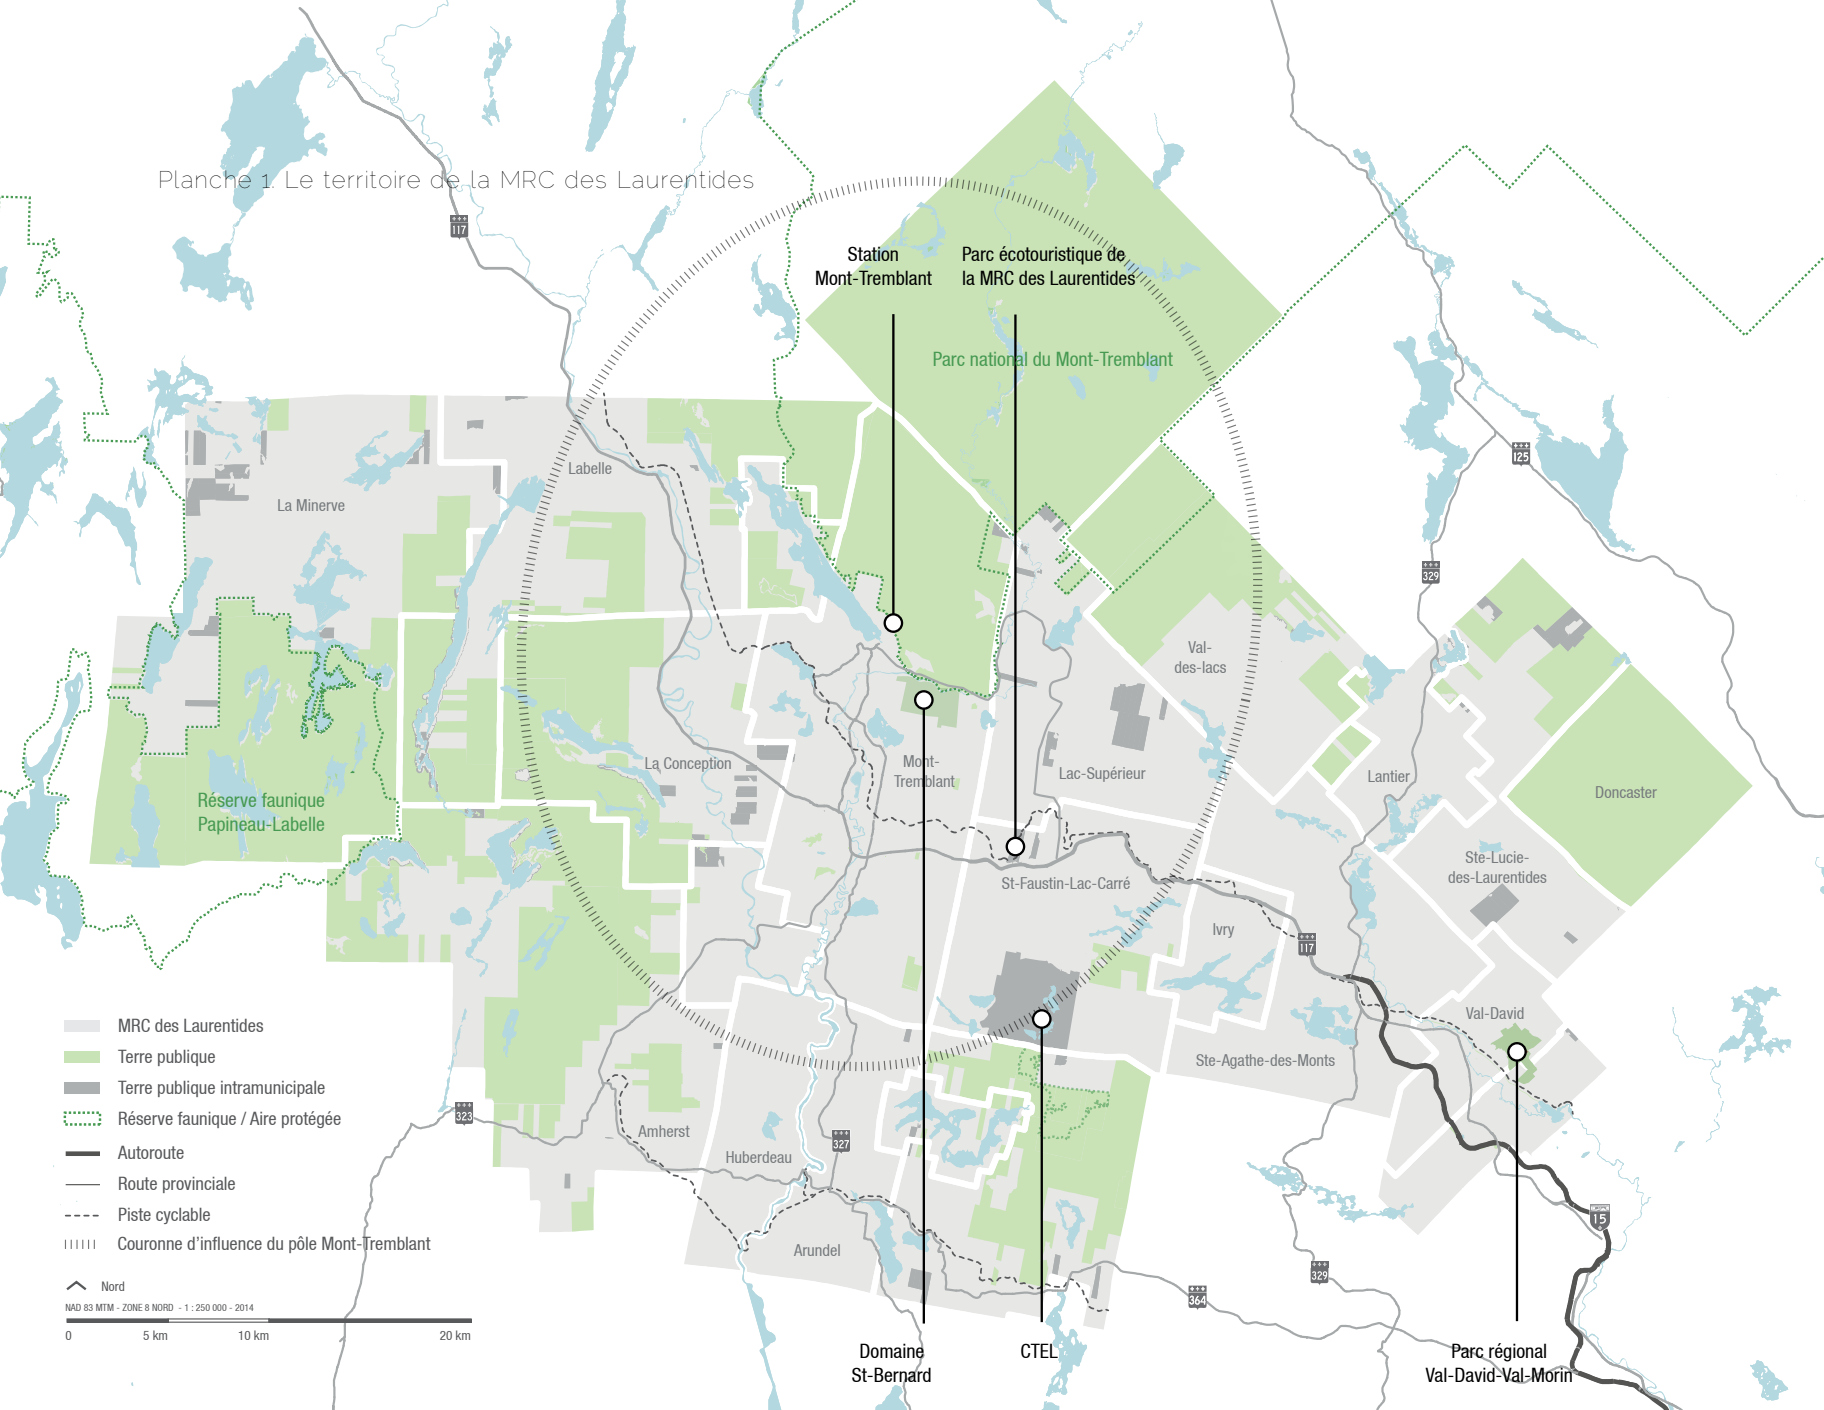 Planche 1. Le territoire de la MRC des Laurentides
117
Station
Mont-Tremblant
Parc écotouristique de
la MRC des Laurentides
Parc national du Mont-Tremblant
125
Labelle
La Minerve
329
Val-
des-lacs
La Conception
Mont-
Tremblant
Lac-Supérieur
Lantier
Doncaster
Réserve faunique
Papineau-Labelle
Ste-Lucie-
des-Laurentides
St-Faustin-Lac-Carré
Ivry
117
Val-David
Ste-Agathe-des-Monts
MRC des Laurentides
Terre publique
Terre publique intramunicipale
Réserve faunique / Aire protégée
Autoroute
Route provinciale
Piste cyclable
Couronne d'influence du pôle Mont-Tremblant
323
Amherst
327
Huberdeau
Arundel
15
329
364
Nord
NAD 83 MTM - ZONE 8 NORD - 1 : 250 000 - 2014
0 5 km 10 km 20 km
Domaine
St-Bernard
CTEL
Parc régional
Val-David-Val-Morin